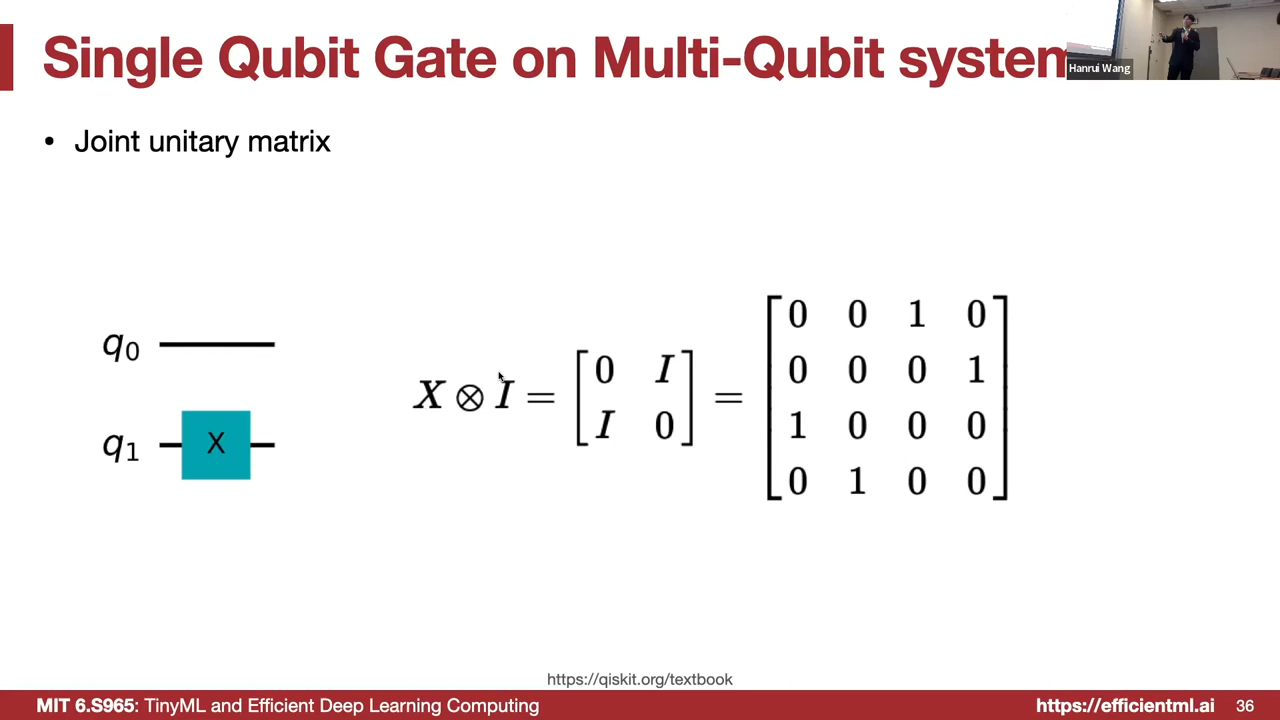 Single Qubit Gate on Multi-Qubit system
Hanrui Wang
• Joint unitary matrix
q0
q1 X
X ⊗ I = [0 I; I 0] = [0 0 1 0; 0 0 0 1; 1 0 0 0; 0 1 0 0]
https://qiskit.org/textbook
MIT 6.S965: TinyML and Efficient Deep Learning Computing
https://efficientml.ai 36